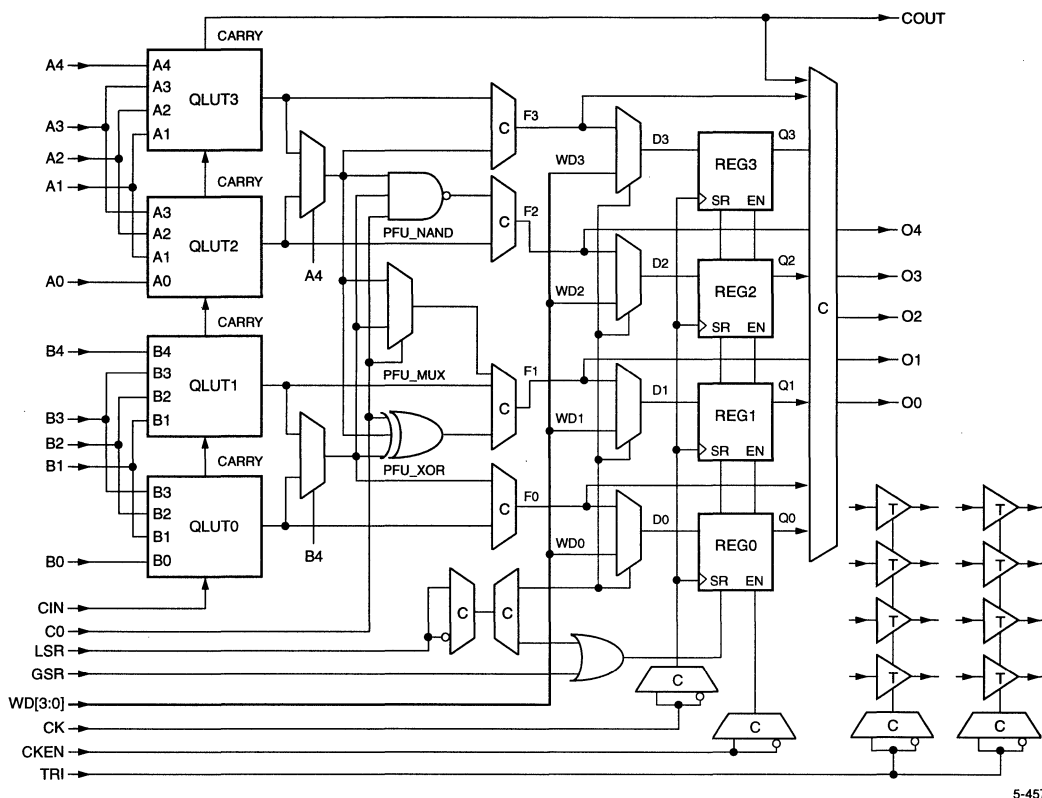 COUT
CARRY
A4
A3
A2
A1
A4
A3
A2
A1
QLUT3
C
F3
D3
WD3
REG3
SR EN
Q3
CARRY
A3
A2
A1
A0
A0
QLUT2
A4
PFU_NAND
C
F2
D2
WD2
REG2
SR EN
Q2
O4
O3
O2
O1
O0
C
CARRY
B4
B3
B2
B1
B4
B3
B2
B1
QLUT1
PFU_MUX
C
F1
D1
WD1
REG1
SR EN
Q1
PFU_XOR
CARRY
B3
B2
B1
B0
B0
QLUT0
B4
C
F0
D0
WD0
REG0
SR EN
Q0
T T
T T
T T
T T
CIN
C0
LSR
C C
GSR
WD[3:0]
C
CK
C
C C
CKEN
TRI
5-457